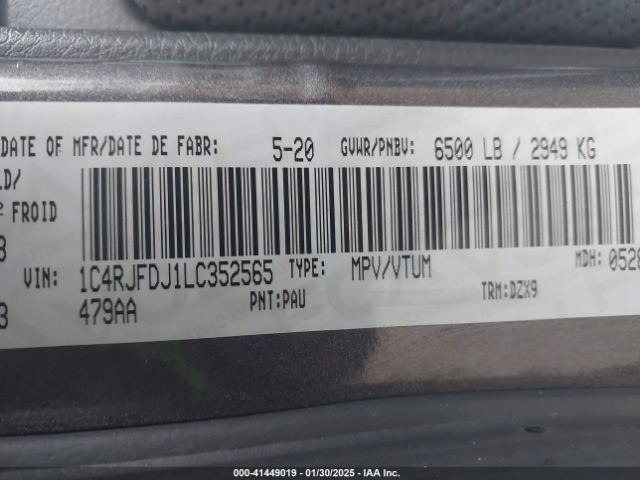 DATE OF MFR/DATE DE FABR: 5-20 GVWR/PNBV: 6500 LB / 2949 KG
LD/
FROID
VIN: 1C4RJFDJ1LC352565 TYPE: MPV/VTUM MDH: 0528
479AA PNT:PAU TRM:DZX9
000-41449019 - 01/30/2025 - IAA Inc.